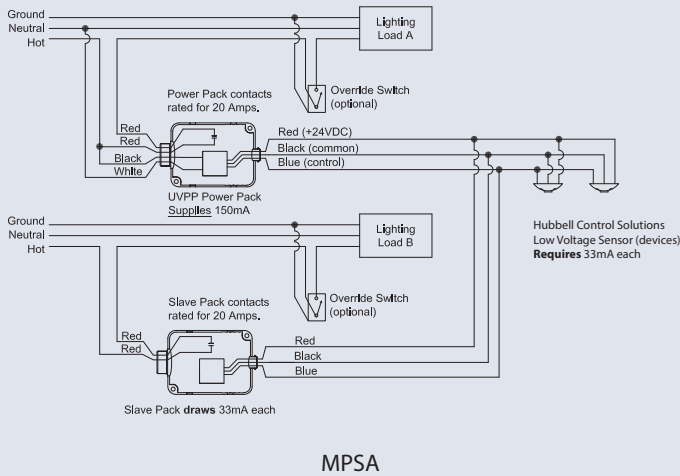 Ground
Neutral
Hot
Lighting
Load A
Power Pack contacts
rated for 20 Amps.
Override Switch
(optional)
Red
Red
Black
White
Red (+24VDC)
Black (common)
Blue (control)
UVPP Power Pack
Supplies 150mA
Ground
Neutral
Hot
Lighting
Load B
Hubbell Control Solutions
Low Voltage Sensor (devices)
Requires 33mA each
Slave Pack contacts
rated for 20 Amps.
Override Switch
(optional)
Red
Red
Red
Black
Blue
Slave Pack draws 33mA each
MPSA